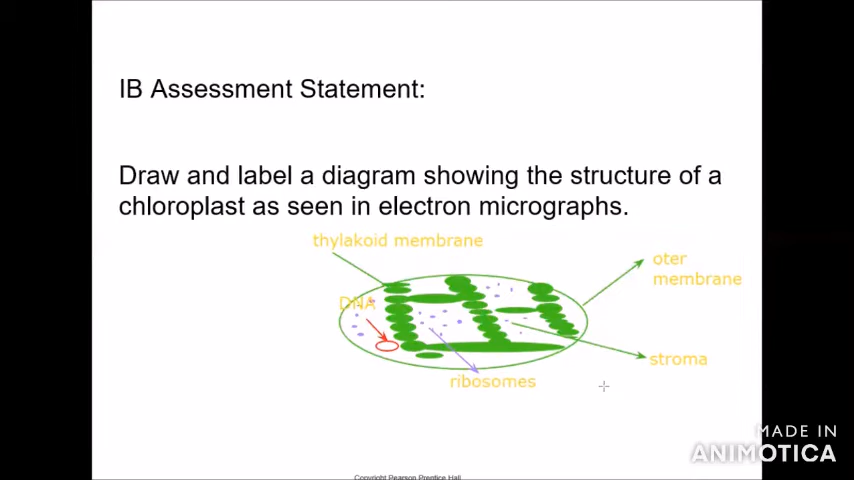 IB Assessment Statement:
Draw and label a diagram showing the structure of a
chloroplast as seen in electron micrographs.
thylakoid membrane
oter
membrane
DNA
stroma
ribosomes
MADE IN
ANIMOTICA
Copyright Pearson Prentice Hall